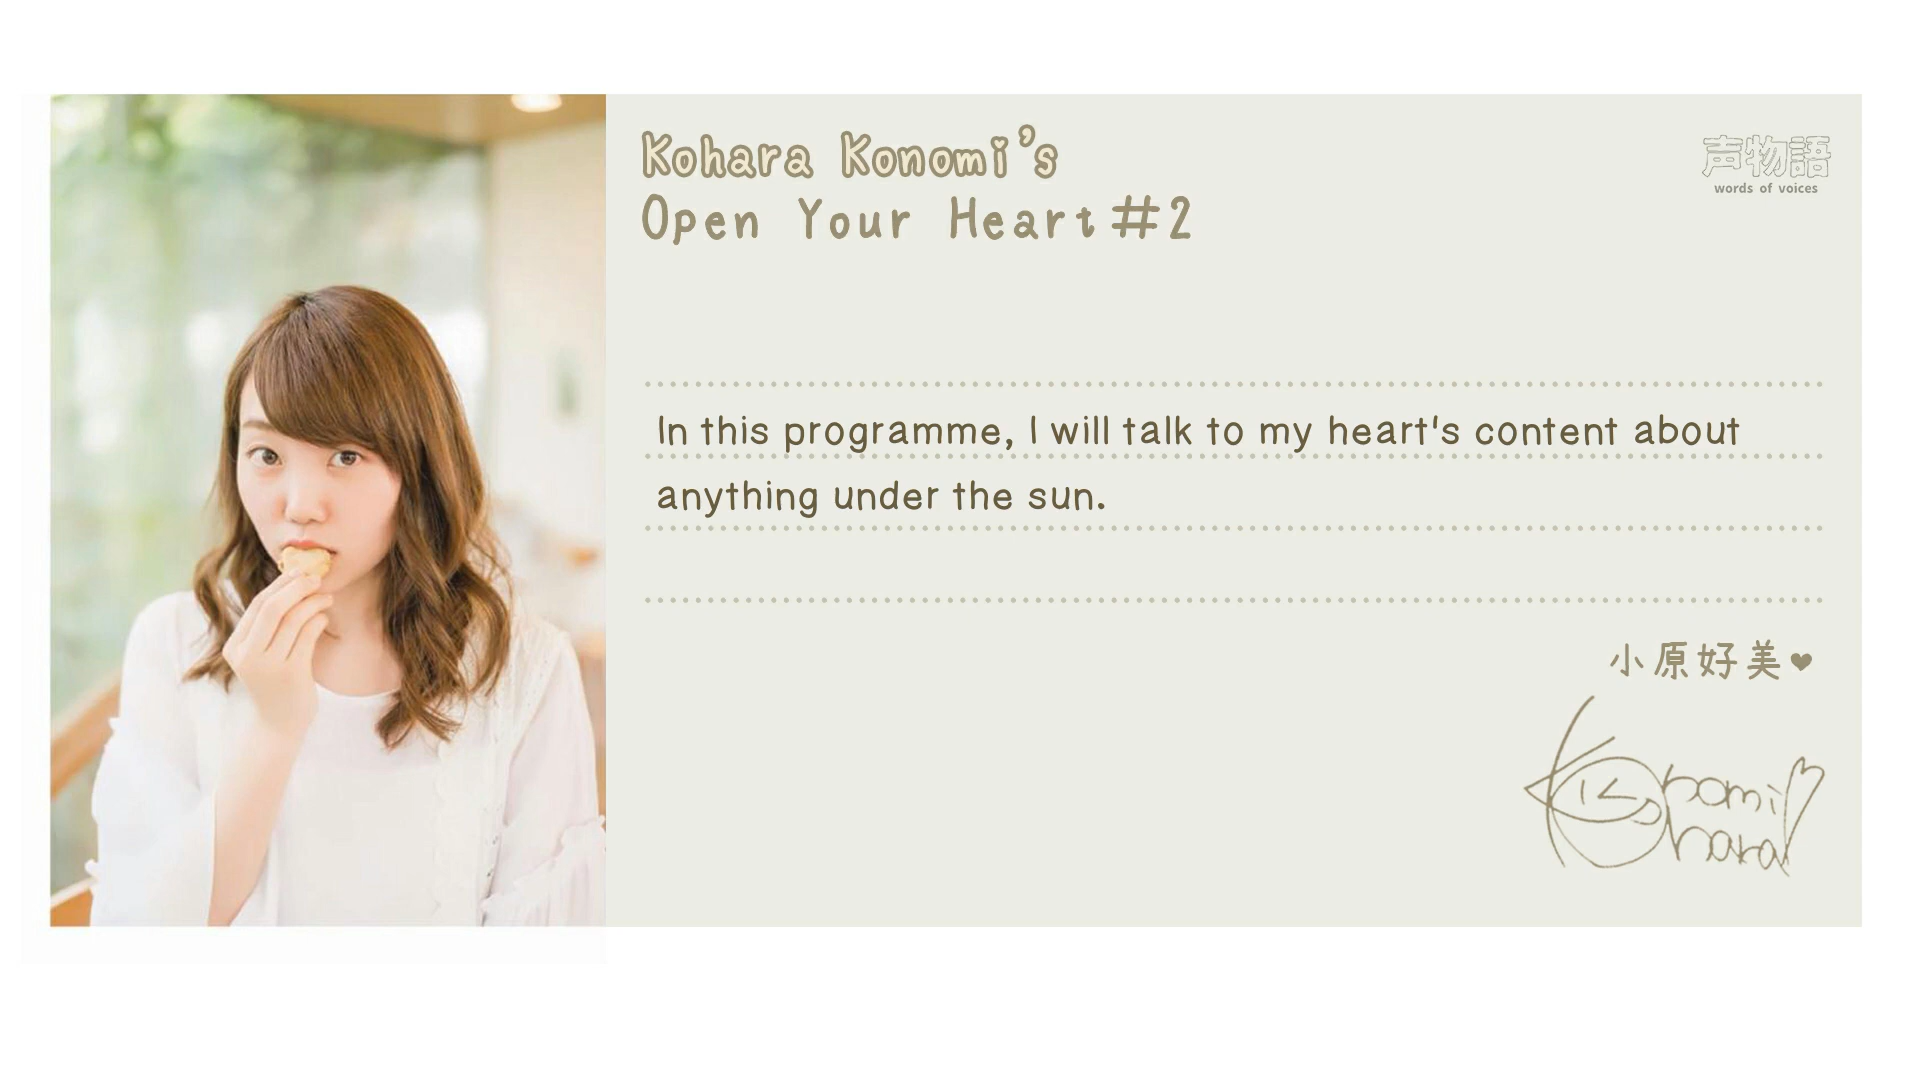 Kohara Konomi's
Open Your Heart #2
声物語
words of voices
In this programme, I will talk to my heart's content about
anything under the sun.
小原好美♥
Konomi
Kohara